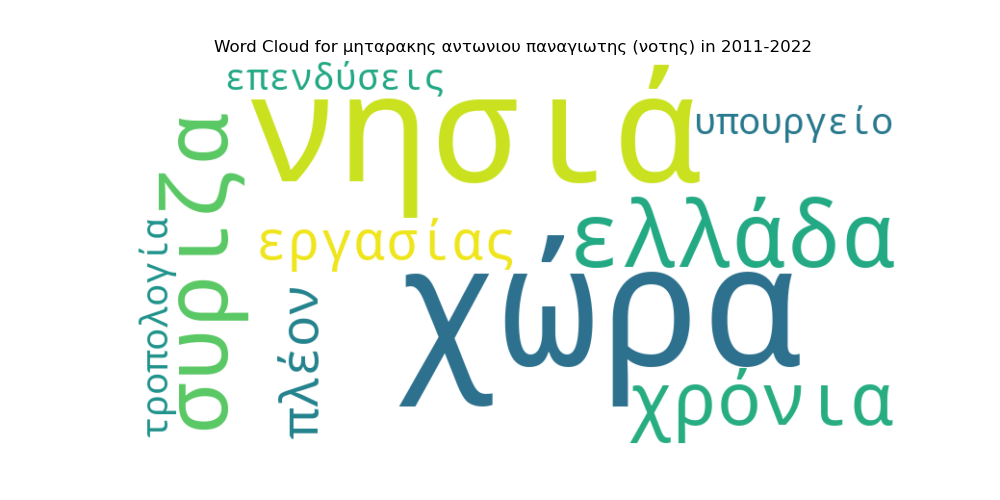 Word Cloud for μηταρακης αντωνιου παναγιωτης (νοτης) in 2011-2022
επενδύσεις
νησιά
υπουργείο
συριζα
τροπολογία
εργασίας
ελλάδα
πλέον
χώρα
χρόνια